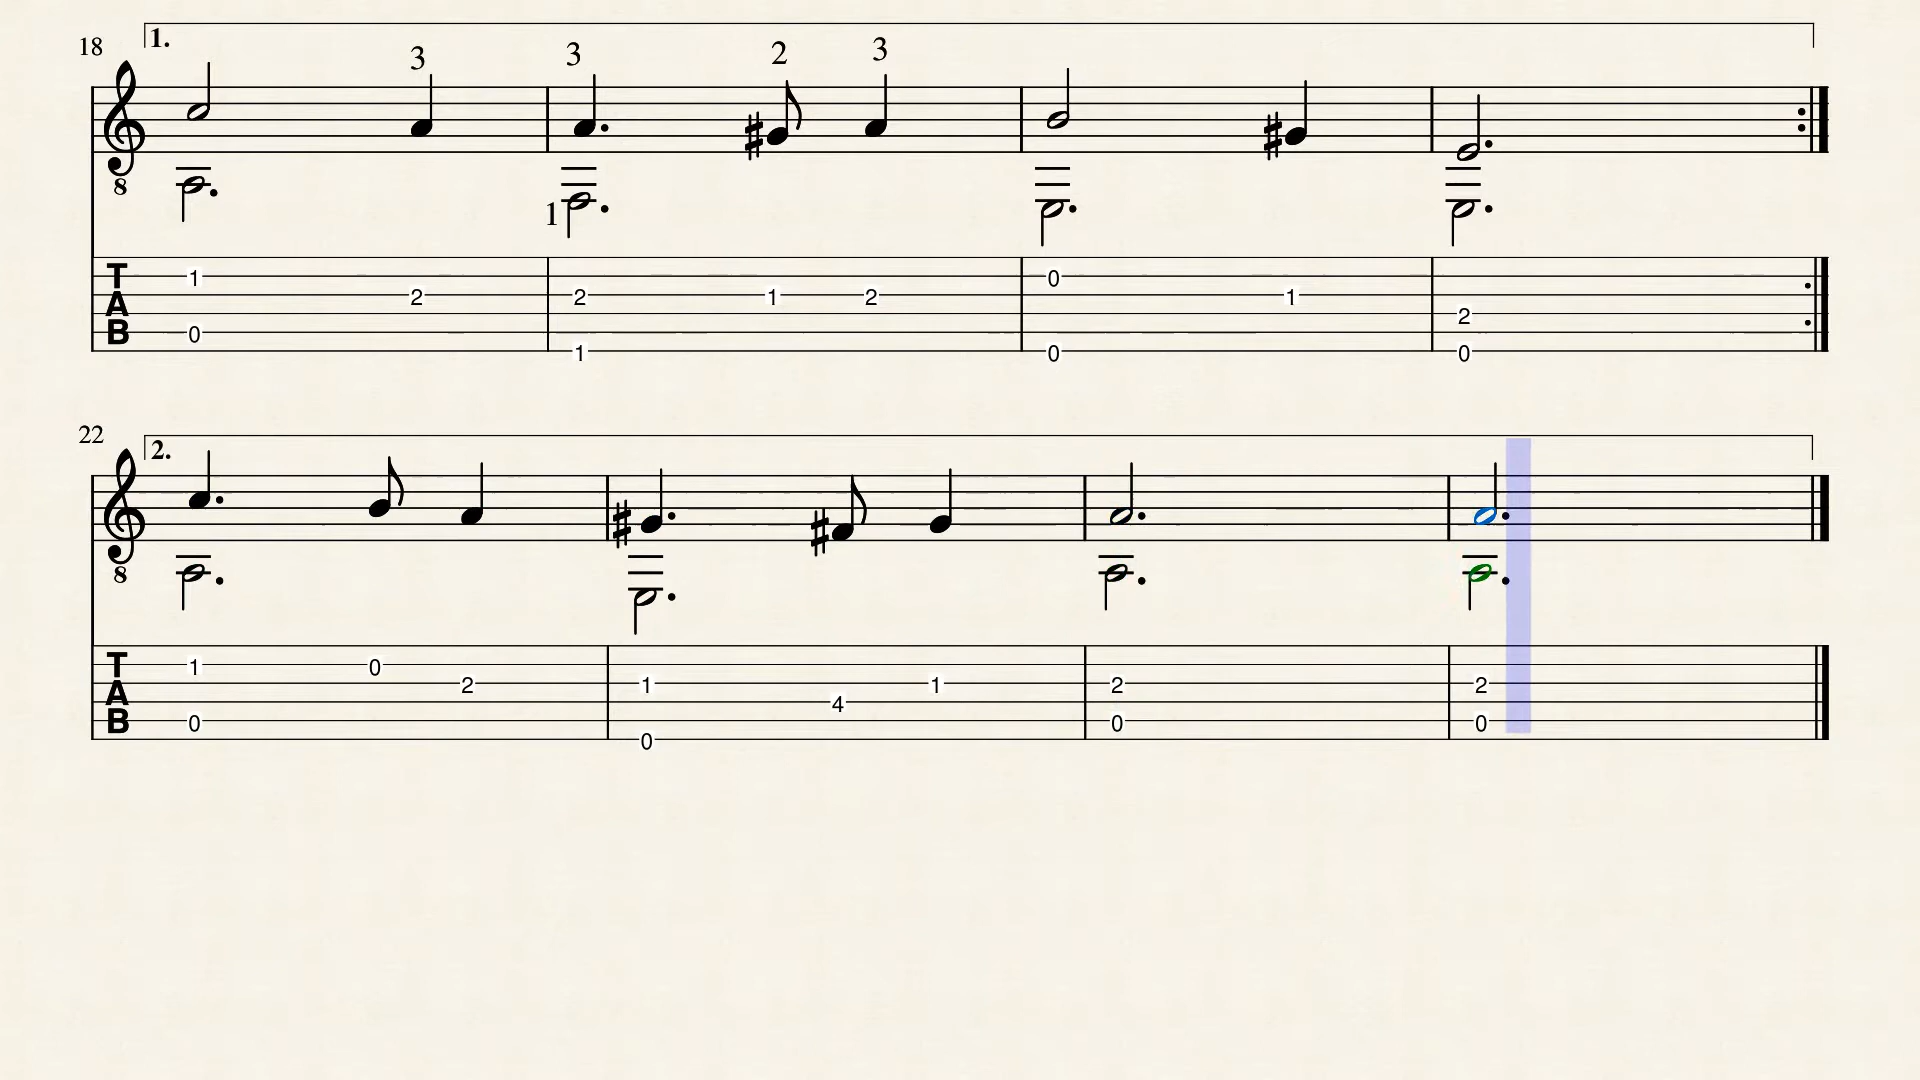 18 1. 3 3 2 3
8
1
T A B
1 2 2 1 2 0 1 2
0 1 0 0
22 2.
8
T A B
1 0 2 1 4 1 2 2
0 0 0 0